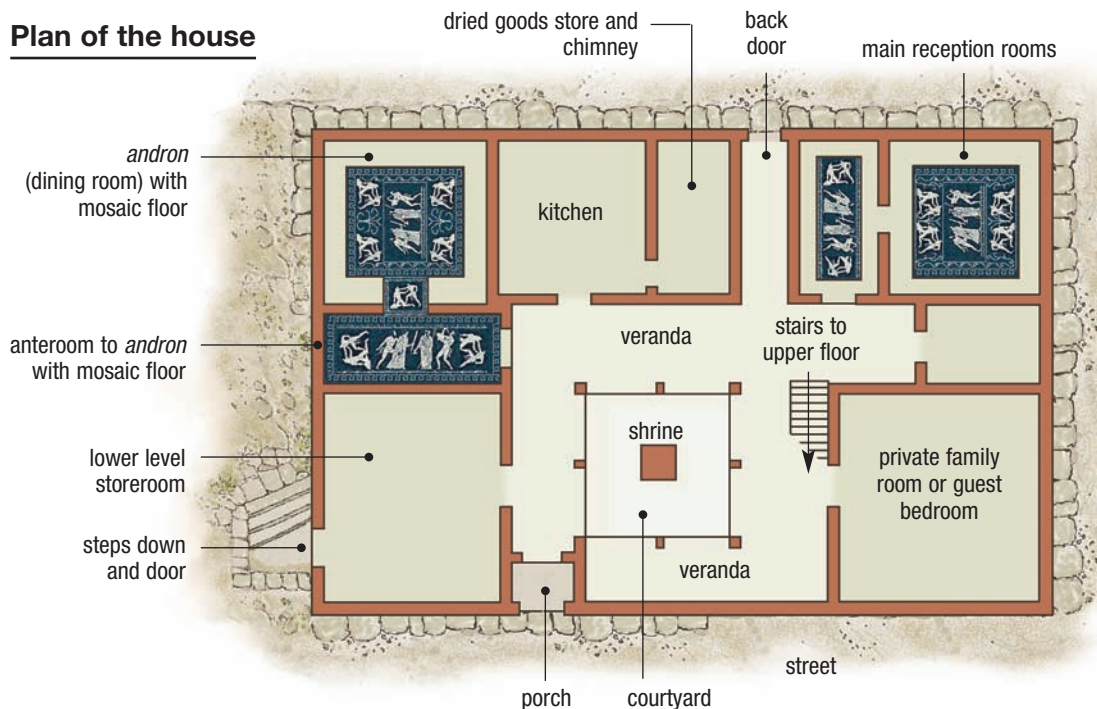 Plan of the house
dried goods store and
chimney
back
door
main reception rooms
andron
(dining room) with
mosaic floor
kitchen
anteroom to andron
with mosaic floor
veranda
stairs to
upper floor
shrine
lower level
storeroom
private family
room or guest
bedroom
steps down
and door
veranda
street
porch
courtyard